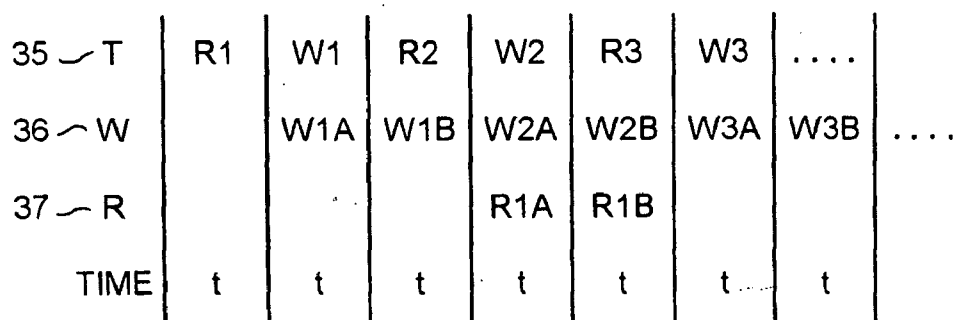 35 T R1 W1 R2 W2 R3 W3 ....
36 W W1A W1B W2A W2B W3A W3B ....
37 R R1A R1B
TIME t t t t t t t